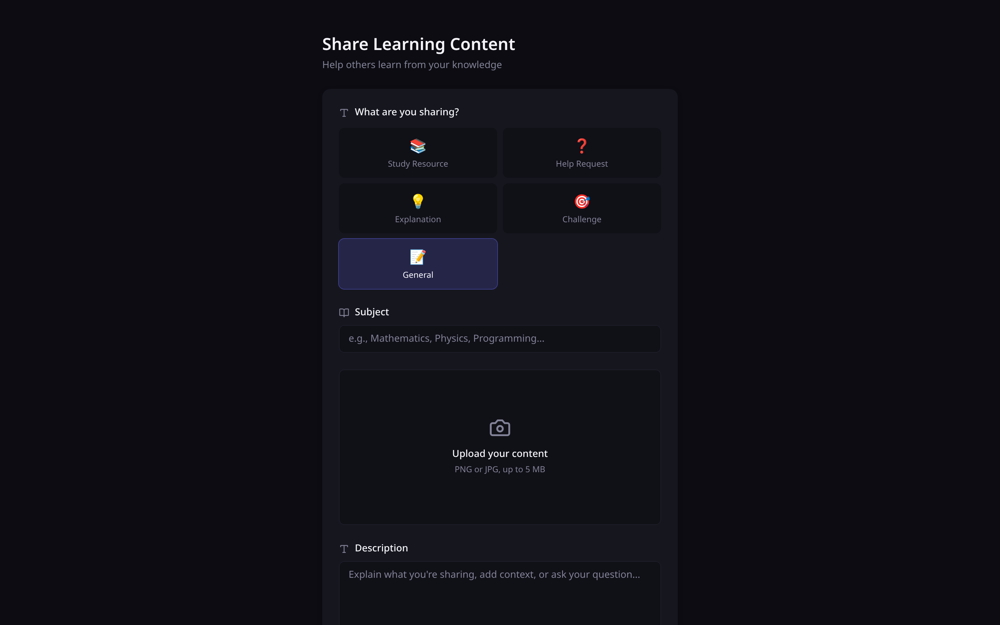 Share Learning Content
Help others learn from your knowledge
What are you sharing?
Study Resource
Help Request
Explanation
Challenge
General
Subject
e.g., Mathematics, Physics, Programming...
Upload your content
PNG or JPG, up to 5 MB
Description
Explain what you're sharing, add context, or ask your question...